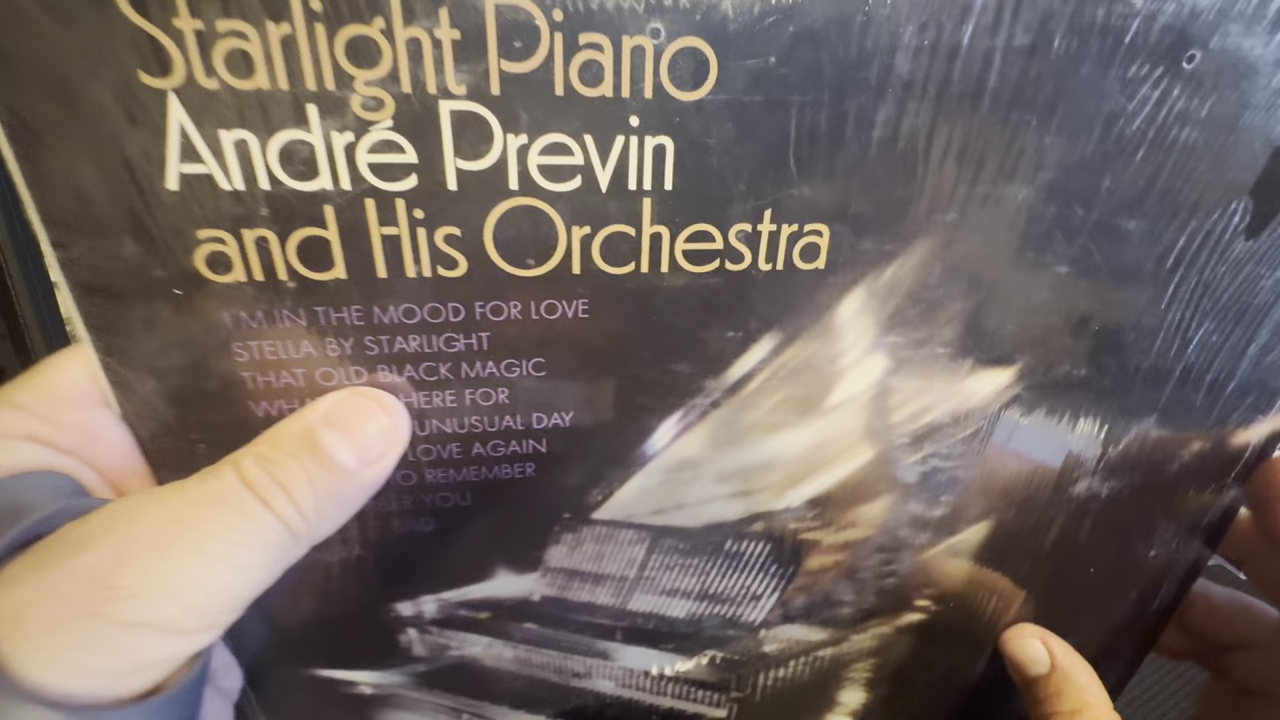 Starlight Piano
André Previn
and His Orchestra
I'M IN THE MOOD FOR LOVE
STELLA BY STARLIGHT
THAT OLD BLACK MAGIC
FOR
UNUSUAL DAY
LOVE AGAIN
REMEMBER
YOU